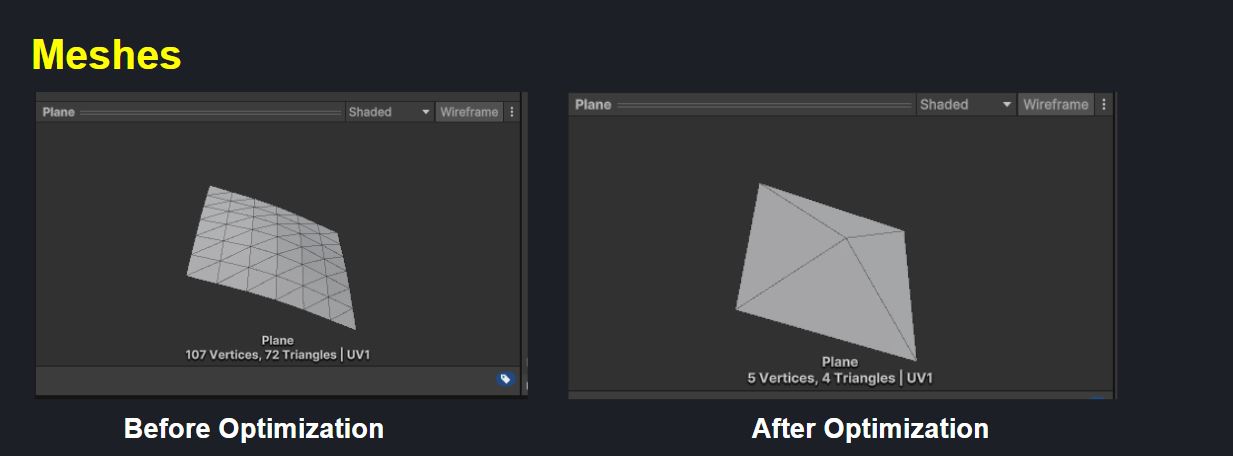 Meshes
Plane Shaded Wireframe
Plane
107 Vertices, 72 Triangles | UV1
Before Optimization
Plane Shaded Wireframe
Plane
5 Vertices, 4 Triangles | UV1
After Optimization